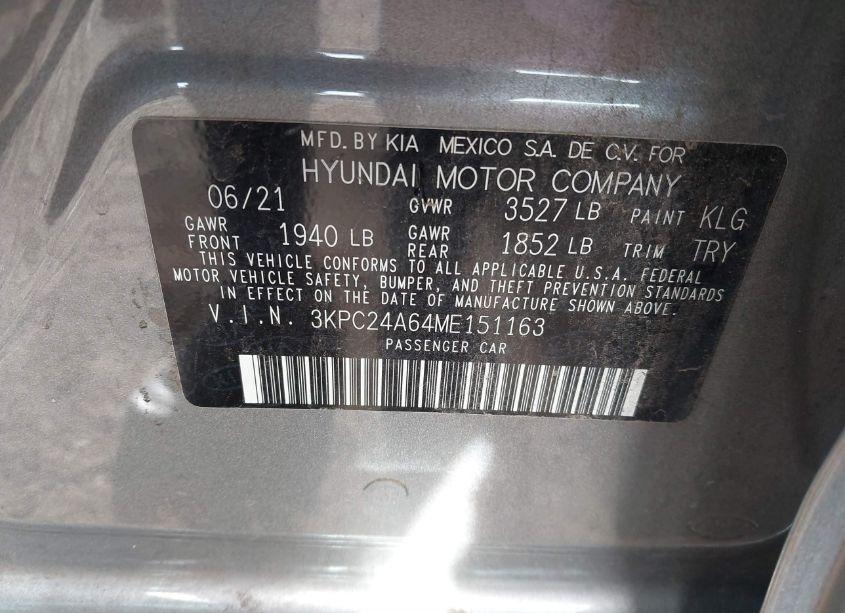 MFD. BY KIA MEXICO S.A. DE C.V. FOR
HYUNDAI MOTOR COMPANY
06/21 GVWR 3527 LB PAINT KLG
GAWR FRONT 1940 LB GAWR REAR 1852 LB TRIM TRY
THIS VEHICLE CONFORMS TO ALL APPLICABLE U.S.A. FEDERAL
MOTOR VEHICLE SAFETY, BUMPER, AND THEFT PREVENTION STANDARDS
IN EFFECT ON THE DATE OF MANUFACTURE SHOWN ABOVE.
V.I.N. 3KPC24A64ME151163
PASSENGER CAR